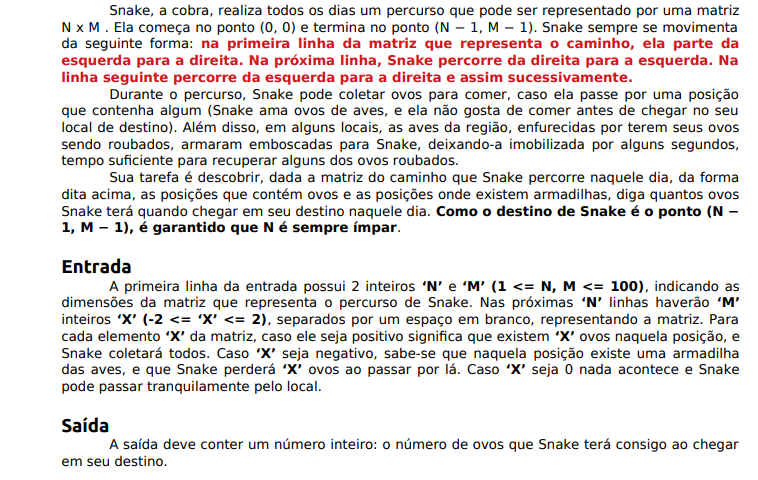 Snake, a cobra, realiza todos os dias um percurso que pode ser representado por uma matriz
N x M . Ela começa no ponto (0, 0) e termina no ponto (N − 1, M − 1). Snake sempre se movimenta
da seguinte forma: na primeira linha da matriz que representa o caminho, ela parte da
esquerda para a direita. Na próxima linha, Snake percorre da direita para a esquerda. Na
linha seguinte percorre da esquerda para a direita e assim sucessivamente.
Durante o percurso, Snake pode coletar ovos para comer, caso ela passe por uma posição
que contenha algum (Snake ama ovos de aves, e ela não gosta de comer antes de chegar no seu
local de destino). Além disso, em alguns locais, as aves da região, enfurecidas por terem seus ovos
sendo roubados, armaram emboscadas para Snake, deixando-a imobilizada por alguns segundos,
tempo suficiente para recuperar alguns dos ovos roubados.
Sua tarefa é descobrir, dada a matriz do caminho que Snake percorre naquele dia, da forma
dita acima, as posições que contém ovos e as posições onde existem armadilhas, diga quantos ovos
Snake terá quando chegar em seu destino naquele dia. Como o destino de Snake é o ponto (N −
1, M − 1), é garantido que N é sempre ímpar.
Entrada
A primeira linha da entrada possui 2 inteiros ‘N’ e ‘M’ (1 <= N, M <= 100), indicando as
dimensões da matriz que representa o percurso de Snake. Nas próximas ‘N’ linhas haverão ‘M’
inteiros ‘X’ (-2 <= ‘X’ <= 2), separados por um espaço em branco, representando a matriz. Para
cada elemento ‘X’ da matriz, caso ele seja positivo significa que existem ‘X’ ovos naquela posição, e
Snake coletará todos. Caso ‘X’ seja negativo, sabe-se que naquela posição existe uma armadilha
das aves, e que Snake perderá ‘X’ ovos ao passar por lá. Caso ‘X’ seja 0 nada acontece e Snake
pode passar tranquilamente pelo local.
Saída
A saída deve conter um número inteiro: o número de ovos que Snake terá consigo ao chegar
em seu destino.